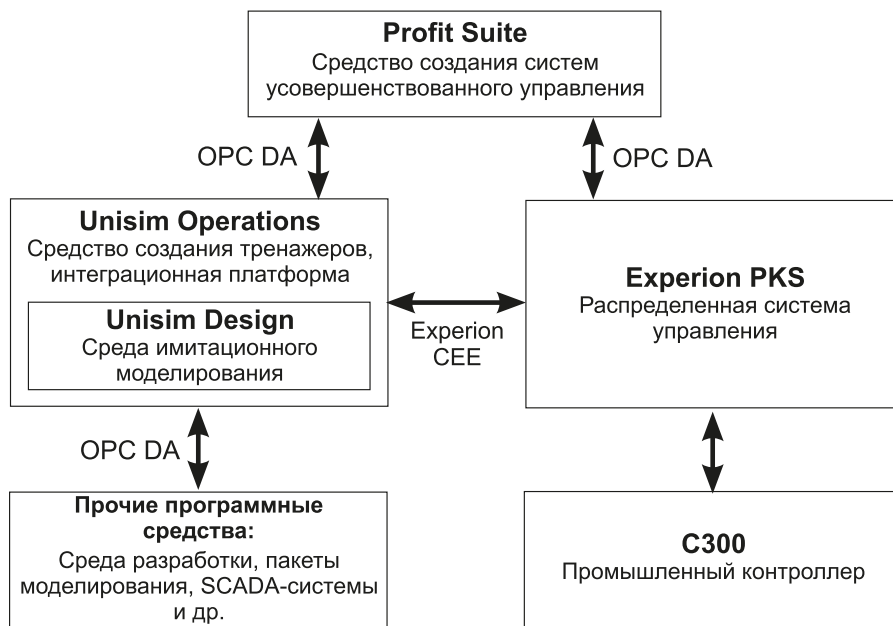 Profit Suite
Средство создания систем
усовершенствованного управления
OPC DA
OPC DA
Unisim Operations
Средство создания тренажеров,
интеграционная платформа
Unisim Design
Среда имитационного
моделирования
Experion
CEE
Experion PKS
Распределенная система
управления
OPC DA
Прочие программные
средства:
Среда разработки, пакеты
моделирования, SCADA-системы
и др.
C300
Промышленный контроллер